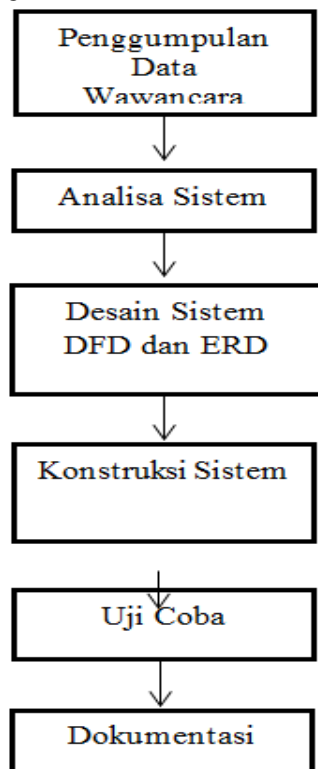 Penggumpulan
Data
Wawancara
Analisa Sistem
Desain Sistem
DFD dan ERD
Konstruksi Sistem
Uji Coba
Dokumentasi